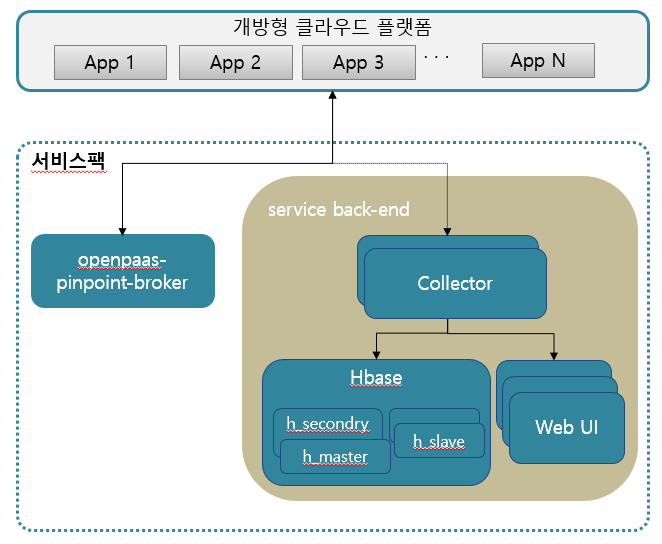 개방형 클라우드 플랫폼
App 1
App 2
App 3
. . .
App N
서비스팩
service back-end
openpaas-
pinpoint-broker
Collector
Hbase
h_secondry
h_master
h_slave
Web UI